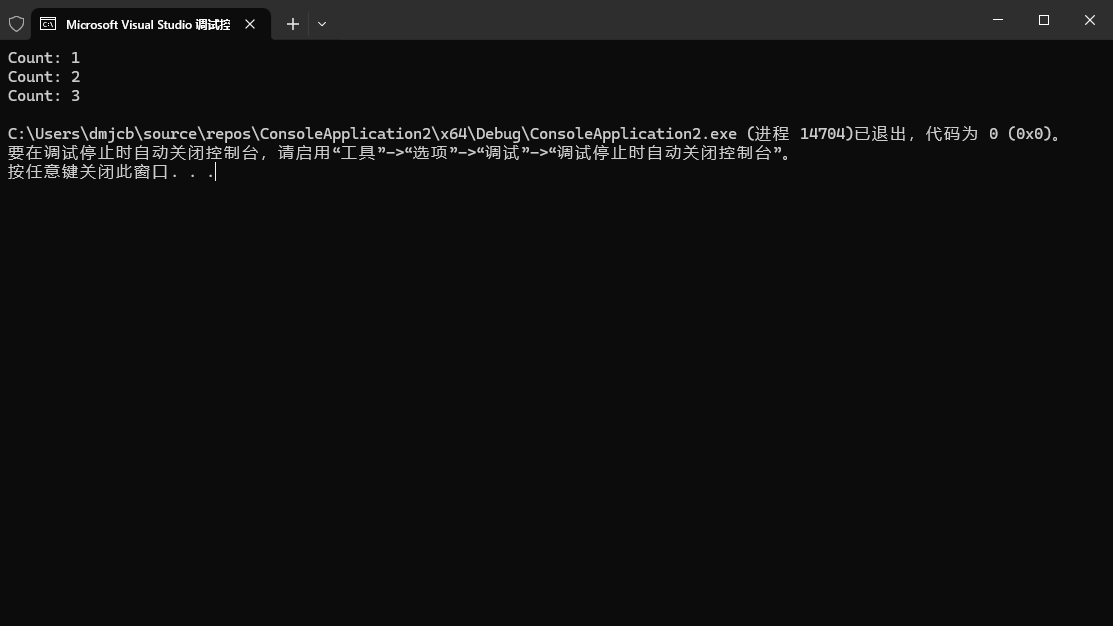 Microsoft Visual Studio 调试控
Count: 1
Count: 2
Count: 3
C:\Users\dmjcb\source\repos\ConsoleApplication2\x64\Debug\ConsoleApplication2.exe (进程 14704)已退出，代码为 0 (0x0)。
要在调试停止时自动关闭控制台，请启用“工具”->“选项”->“调试”->“调试停止时自动关闭控制台”。
按任意键关闭此窗口. . .